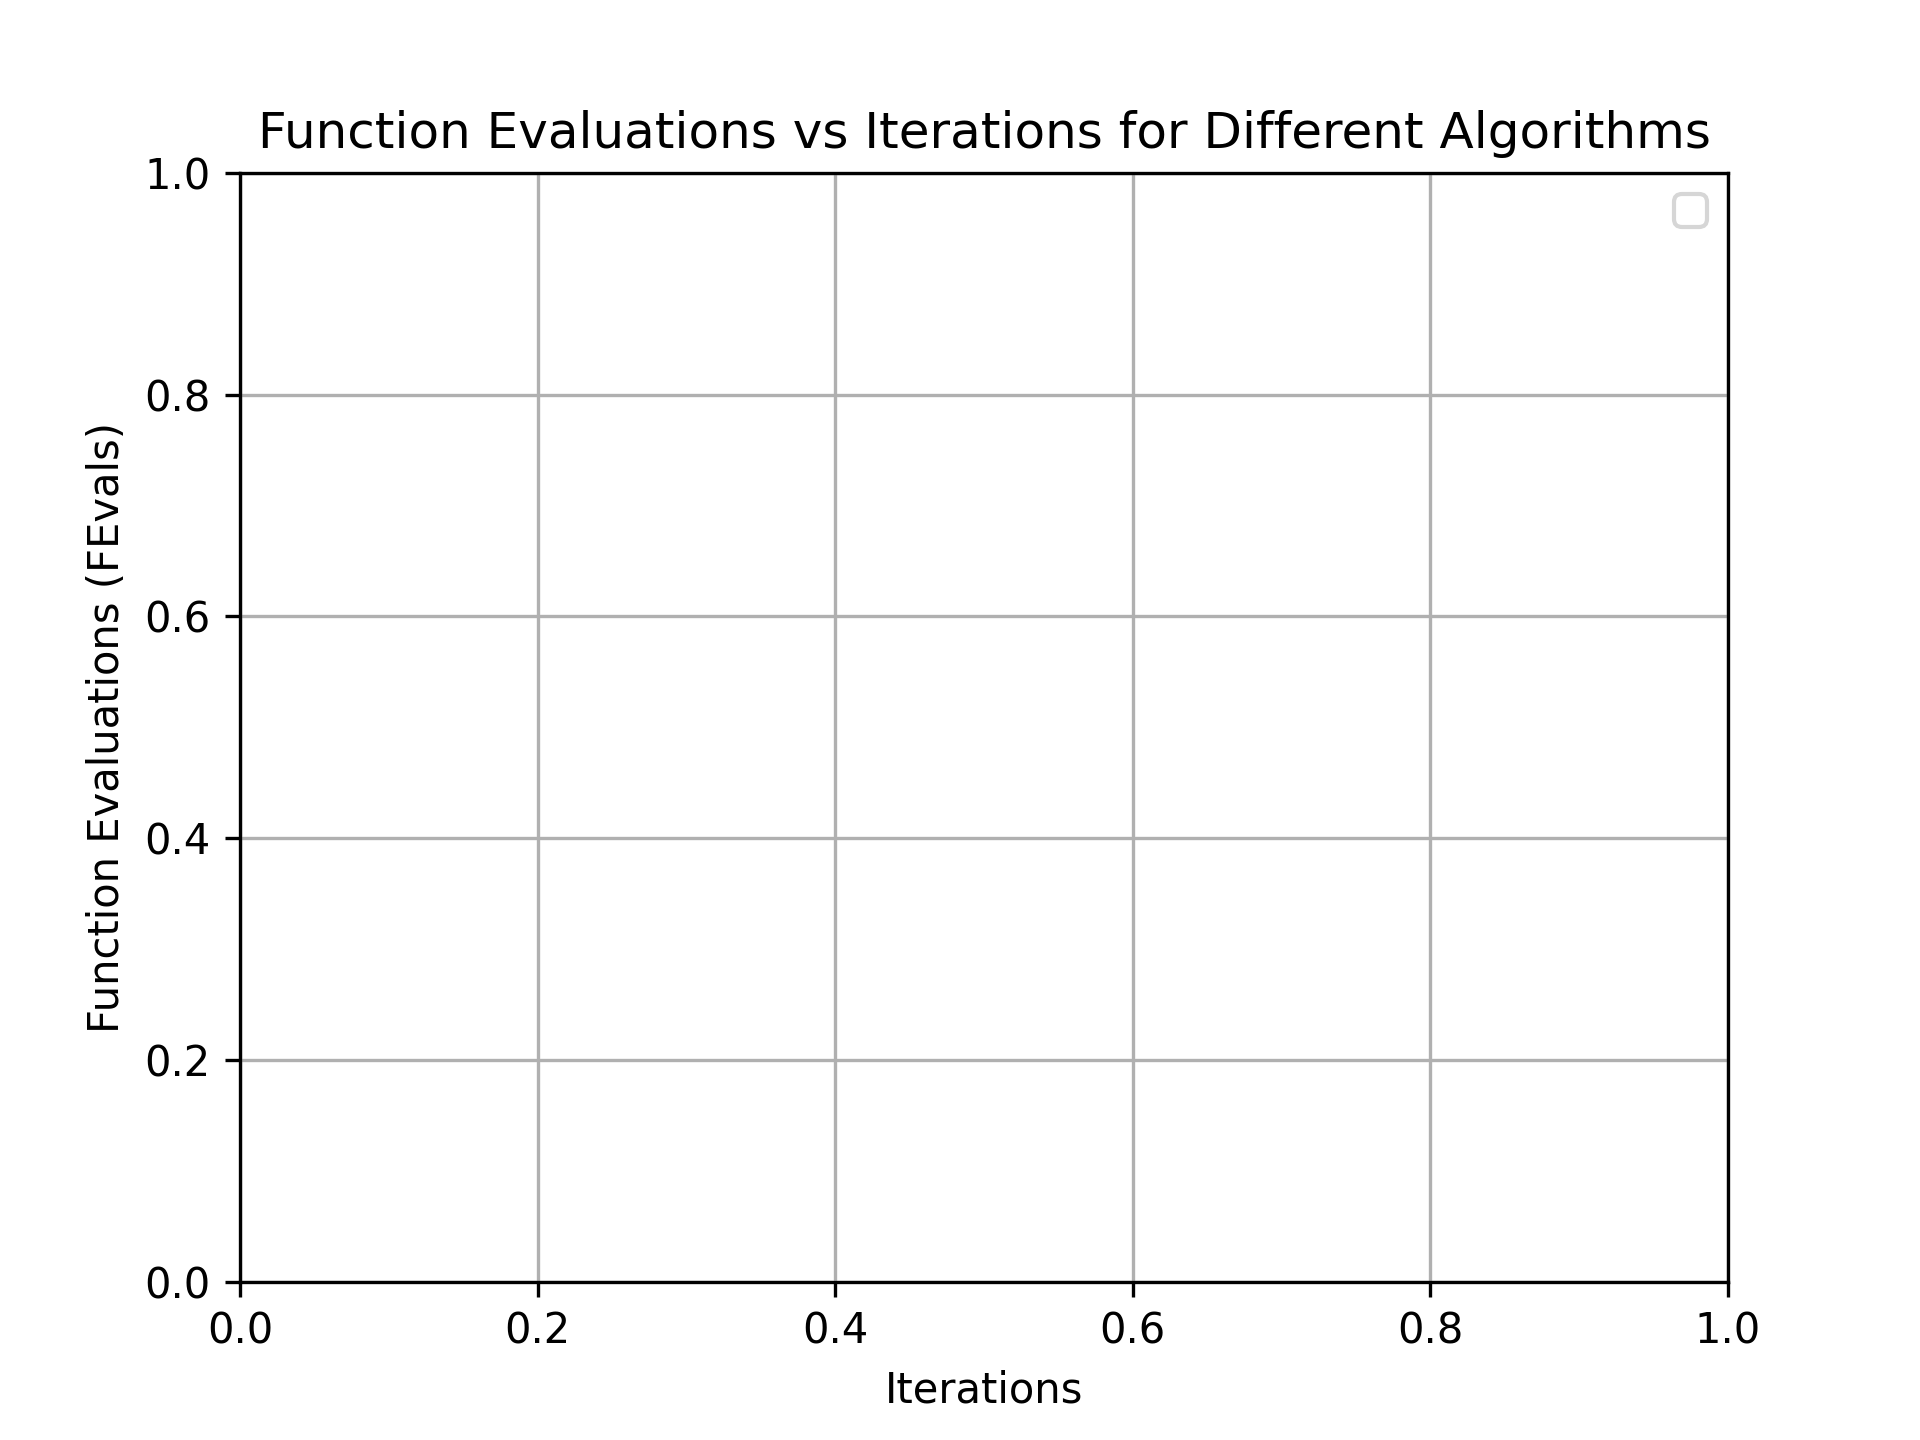 Function Evaluations vs Iterations for Different Algorithms
1.0
0.8
0.6
0.4
0.2
0.0
Function Evaluations (FEvals)
0.0 0.2 0.4 0.6 0.8 1.0
Iterations